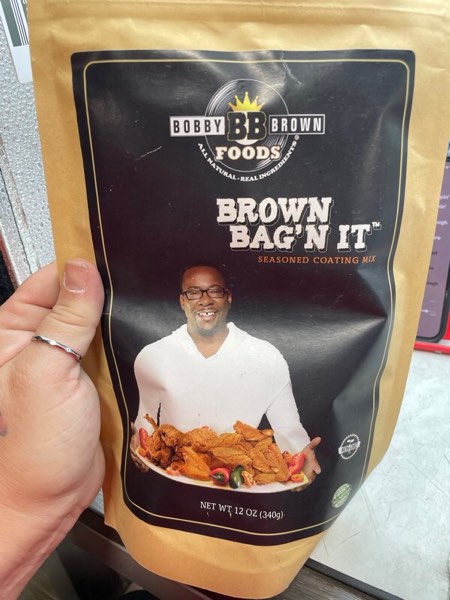 BOBBY BB BROWN
FOODS
ALL NATURAL - REAL INGREDIENTS
BROWN
BAG'N IT™
SEASONED COATING MIX
NET WT 12 OZ (340g)